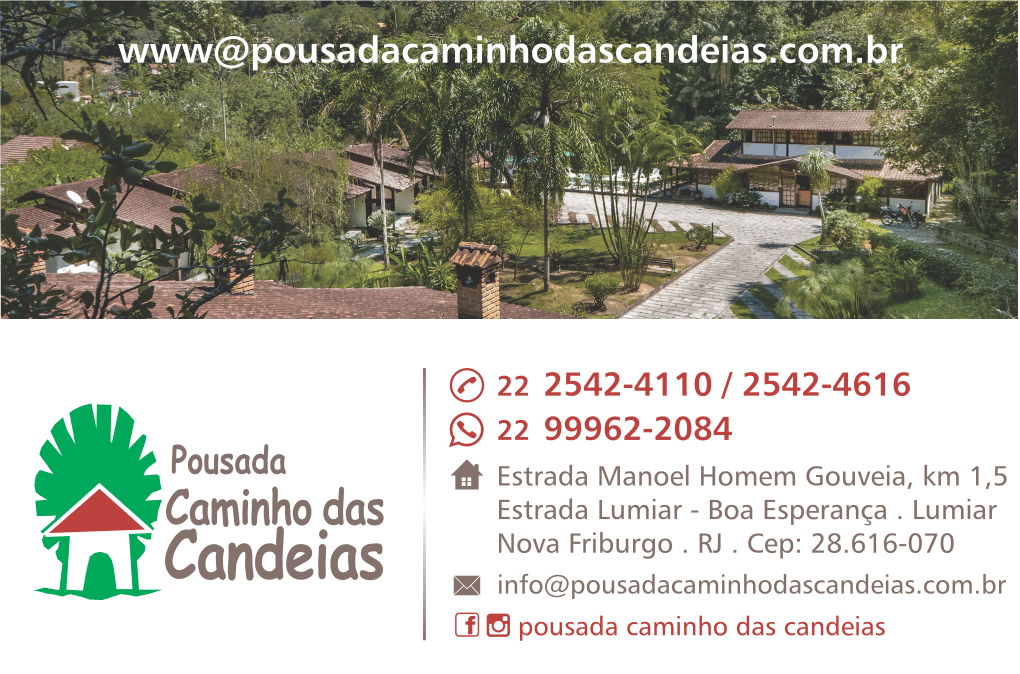 www@pousadacaminhodascandeias.com.br
Pousada
Caminho das
Candeias
22 2542-4110 / 2542-4616
22 99962-2084
Estrada Manoel Homem Gouveia, km 1,5
Estrada Lumiar - Boa Esperança . Lumiar
Nova Friburgo . RJ . Cep: 28.616-070
info@pousadacaminhodascandeias.com.br
pousada caminho das candeias